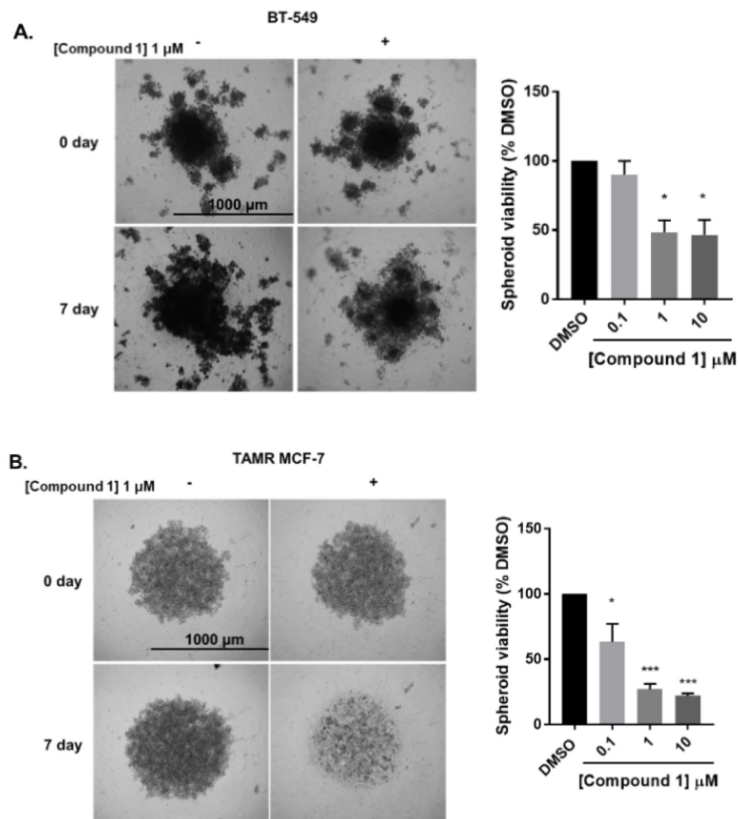 A.
BT-549
[Compound 1] 1 µM - +
0 day
1000 µm
7 day
Spheroid viability (% DMSO)
150
100
50
0
DMSO 0.1 1 10
[Compound 1] µM
* *
B.
TAMR MCF-7
[Compound 1] 1 µM - +
0 day
1000 µm
7 day
Spheroid viability (% DMSO)
150
100
50
0
DMSO 0.1 1 10
[Compound 1] µM
* *** ***